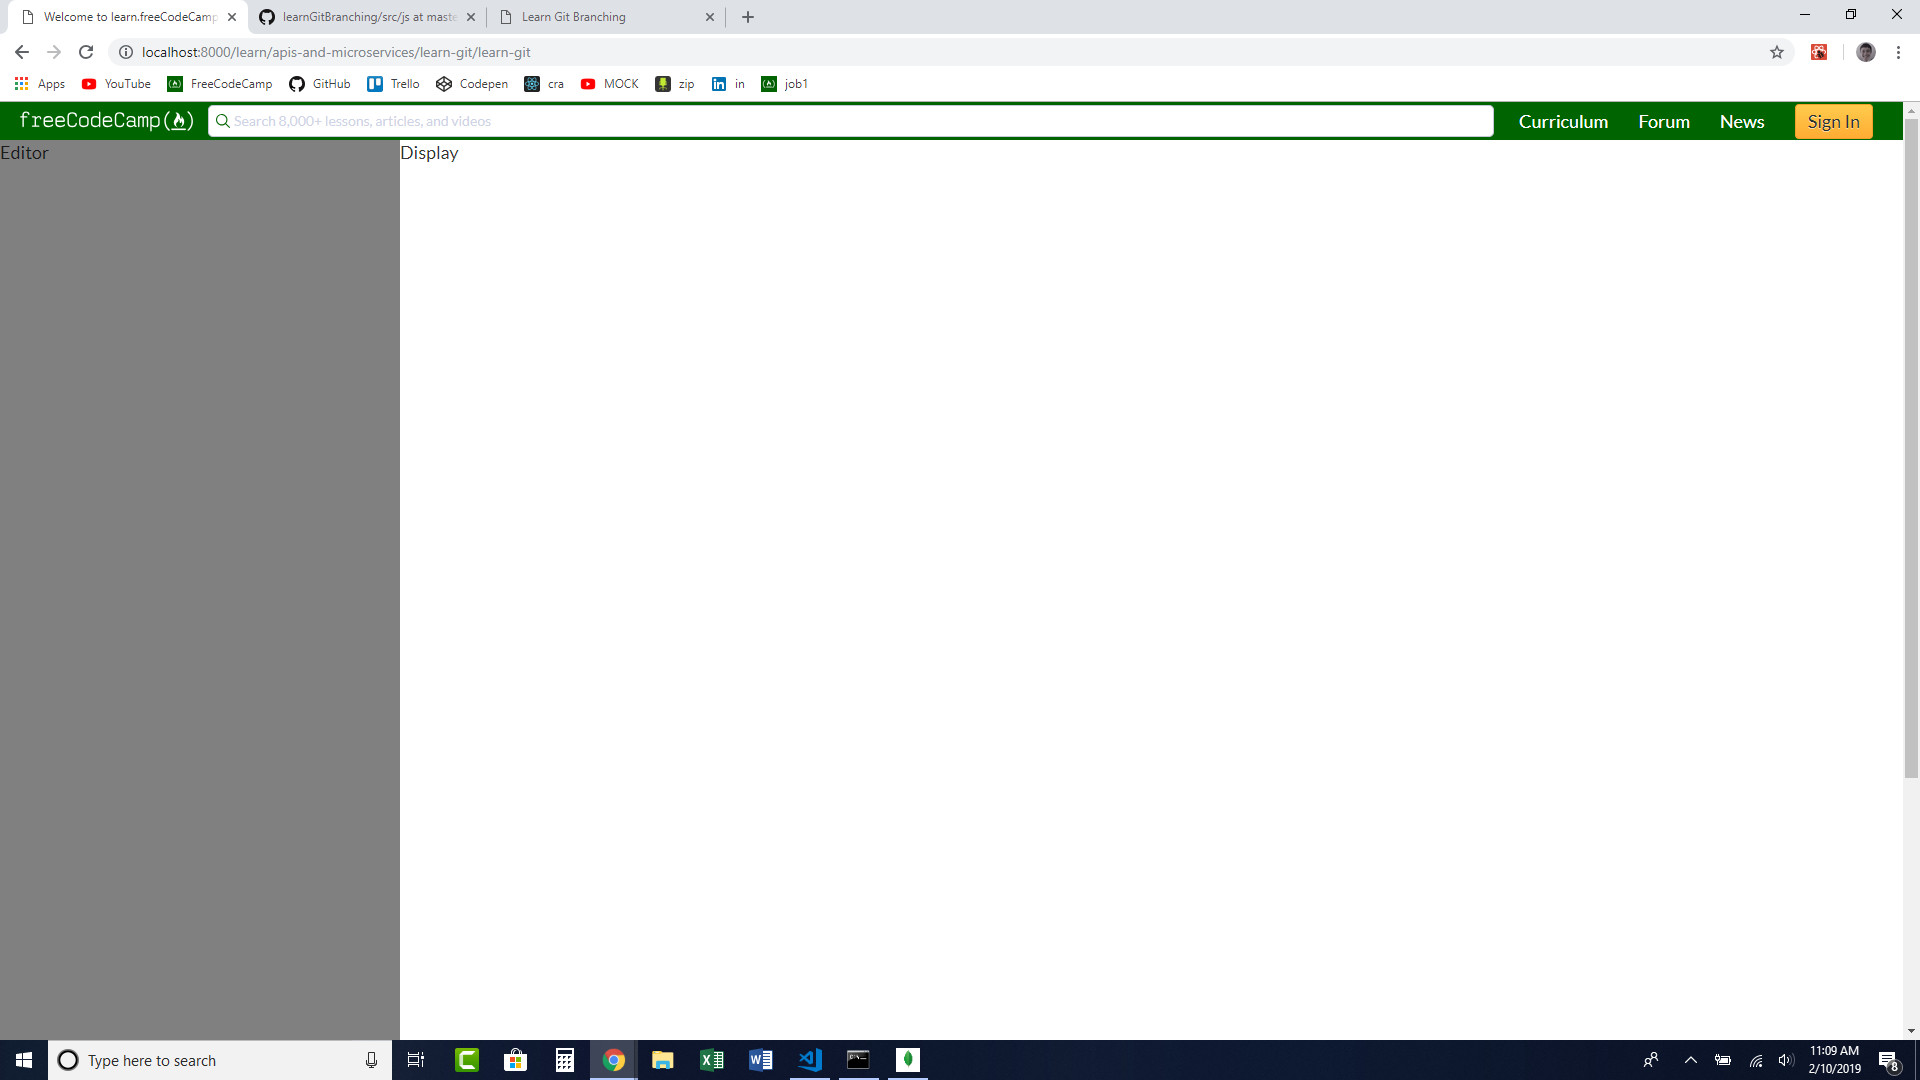 Welcome to learn.freeCodeCamp
learnGitBranching/src/js at maste
Learn Git Branching
localhost:8000/learn/apis-and-microservices/learn-git/learn-git
Apps
YouTube
FreeCodeCamp
GitHub
Trello
Codepen
cra
MOCK
zip
in
job1
freeCodeCamp
Search 8,000+ lessons, articles, and videos
Curriculum
Forum
News
Sign In
Editor
Display
Type here to search
11:09 AM
2/10/2019
8